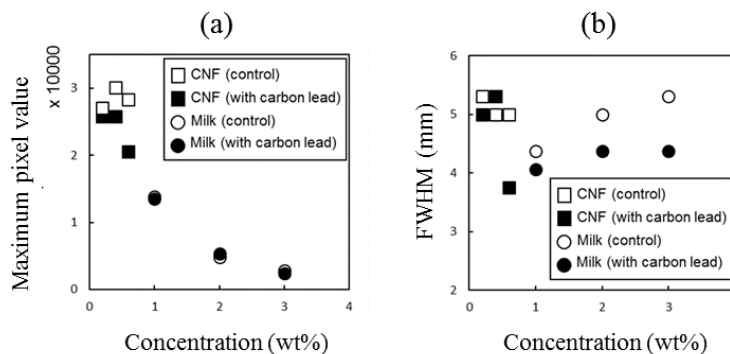 (a)
(b)
Maximum pixel value
x 10000
3
2
1
0
0
1
2
3
4
CNF (control)
CNF (with carbon lead)
Milk (control)
Milk (with carbon lead)
Concentration (wt%)
FWHM (mm)
6
5
4
3
2
0
1
2
3
CNF (control)
CNF (with carbon lead)
Milk (control)
Milk (with carbon lead)
Concentration (wt%)